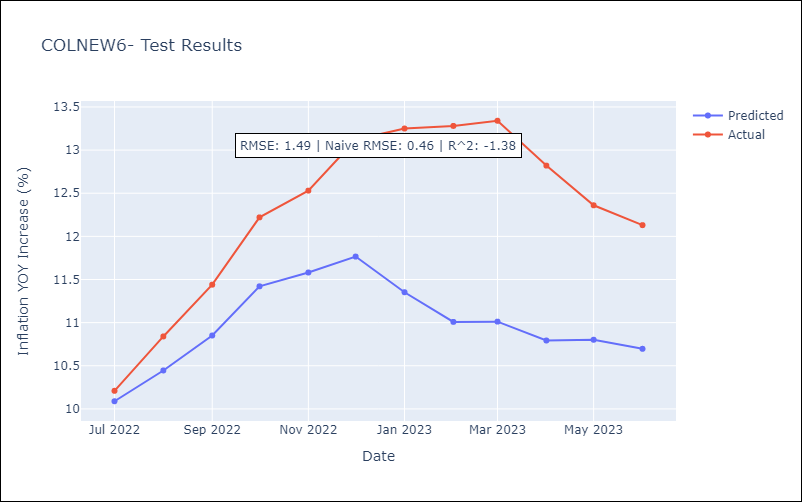 COLNEW6- Test Results
13.5
13
12.5
12
11.5
11
10.5
10
Inflation YOY Increase (%)
RMSE: 1.49 | Naive RMSE: 0.46 | R^2: -1.38
Predicted
Actual
Jul 2022 Sep 2022 Nov 2022 Jan 2023 Mar 2023 May 2023
Date